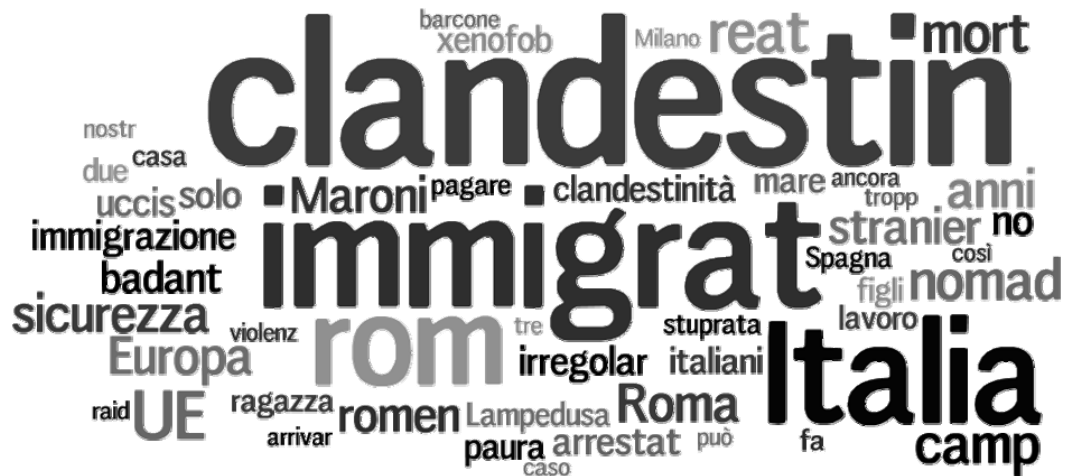 barcone
xenofob Milano reat mort
clandestin
nostr
due casa
uccis solo Maroni pagare clandestinità mare ancora anni
tropp
immigrazione immigrat stranier no
badant Spagna così
figli nomad
sicurezza violenz rom tre stuprata lavoro
Europa irregolar italiani Italia
raid UE ragazza romen Lampedusa Roma
arrivar paura arrestat può fa camp
caso